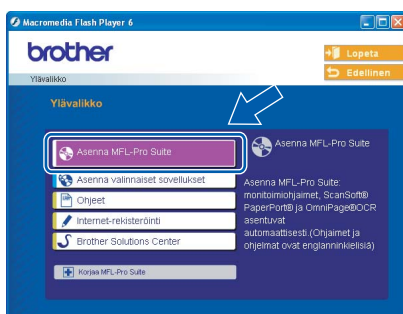 Macromedia Flash Player 6
brother
Lopeta
Ylävalikko
Edellinen
Ylävalikko
Asenna MFL-Pro Suite
Asenna valinnaiset sovellukset
Ohjeet
Internet-rekisteröinti
Brother Solutions Center
Korjaa MFL-Pro Suite
Asenna MFL-Pro Suite
Asenna MFL-Pro Suite:
monitoimiohjaimet, ScanSoft®
PaperPort® ja OmniPage®OCR
asentuvat
automaattisesti.(Ohjaimet ja
ohjelmat ovat englanninkielisiä)